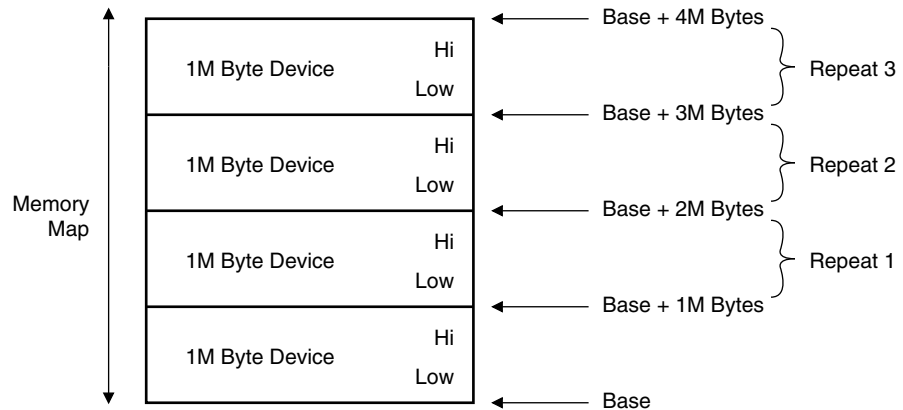 Base + 4M Bytes
Hi
1M Byte Device
Repeat 3
Low
Base + 3M Bytes
Hi
1M Byte Device
Repeat 2
Low
Memory
Map
Base + 2M Bytes
Hi
1M Byte Device
Repeat 1
Low
Base + 1M Bytes
Hi
1M Byte Device
Low
Base